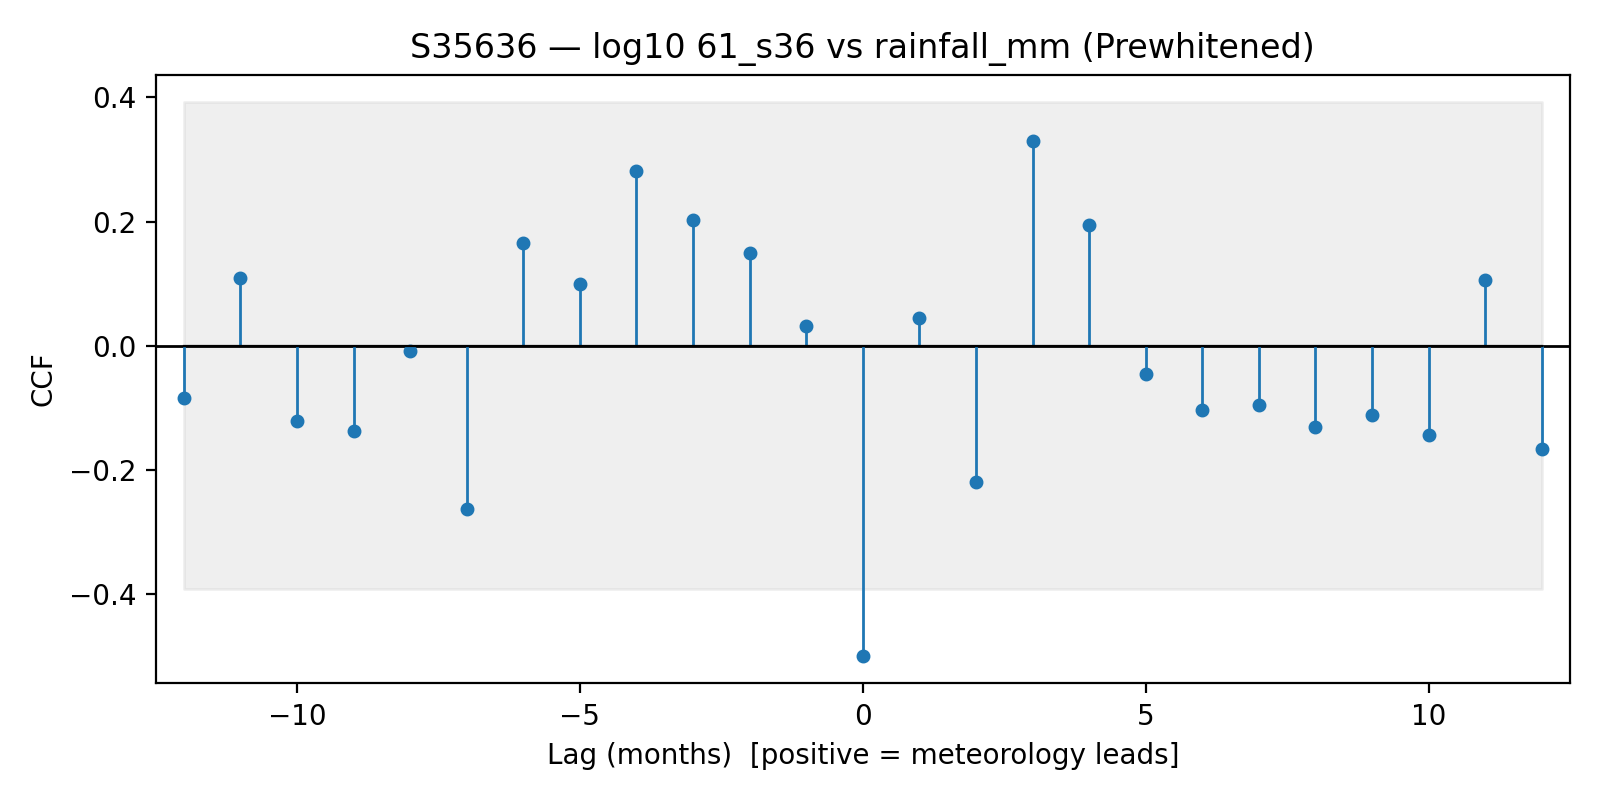 S35636 — log10 61_s36 vs rainfall_mm (Prewhitened)
0.4
0.2
0.0
−0.2
−0.4
CCF
−10 −5 0 5 10
Lag (months)  [positive = meteorology leads]